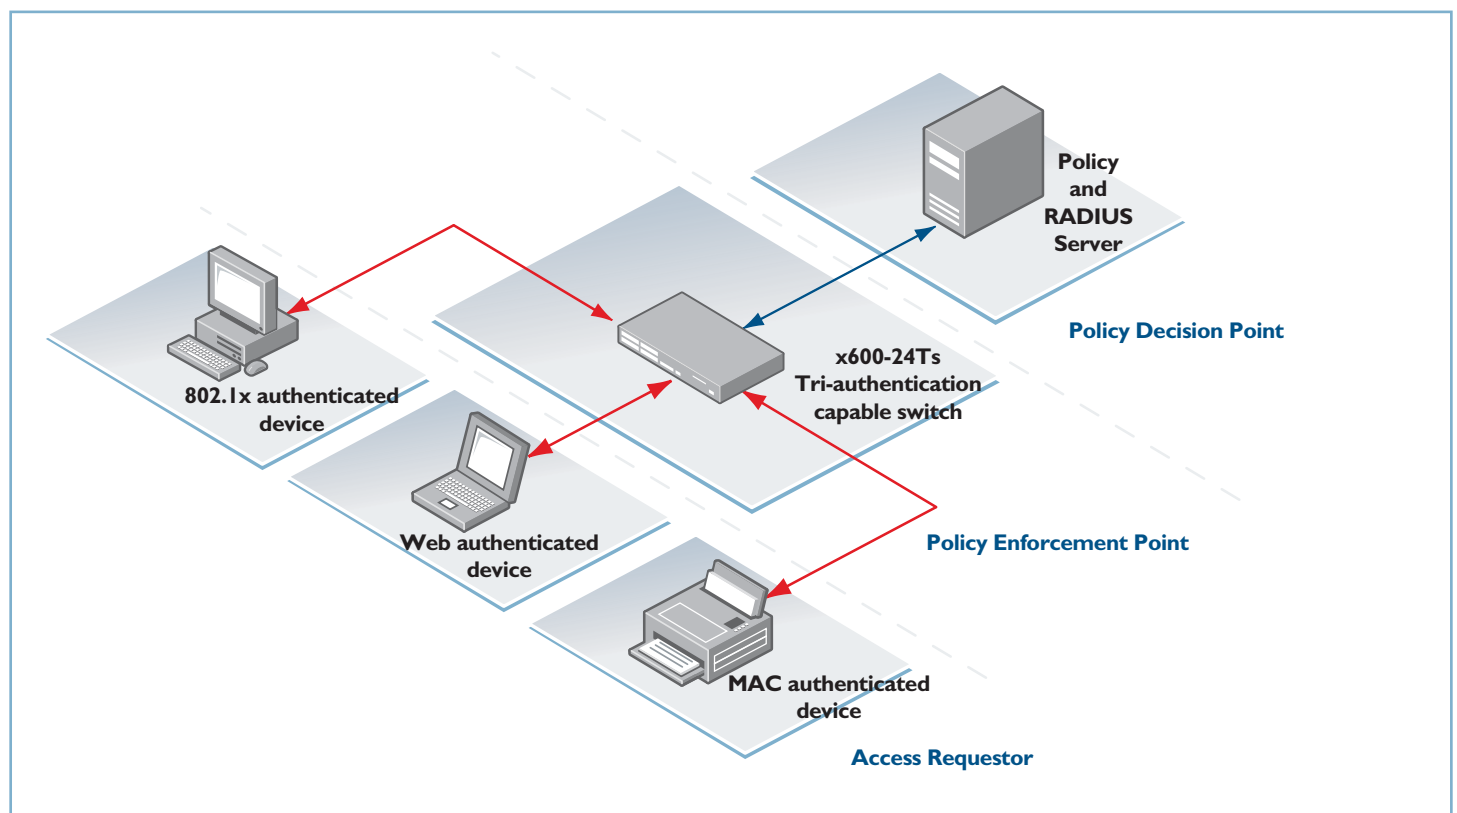 Policy
and
RADIUS
Server
Policy Decision Point
x600-24Ts
Tri-authentication
capable switch
802.1x authenticated
device
Web authenticated
device
Policy Enforcement Point
MAC authenticated
device
Access Requestor